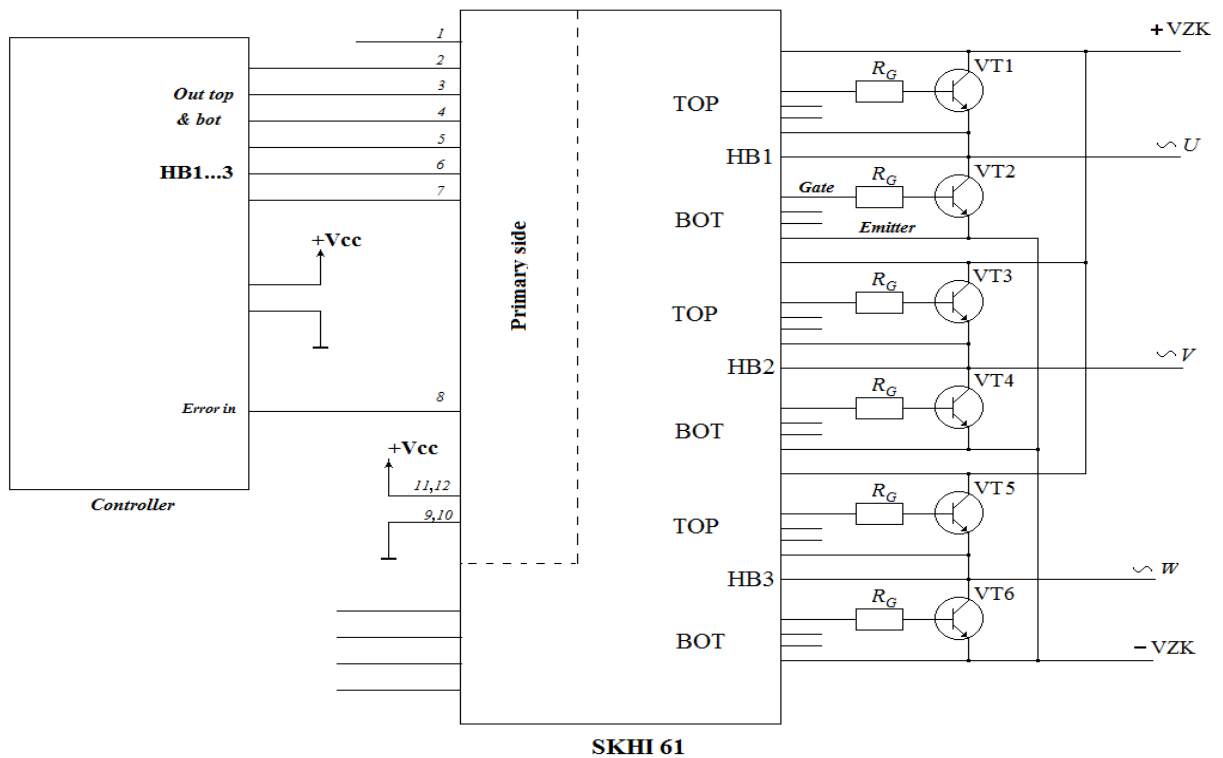 Out top
& bot
HB1...3
+Vcc
Error in
Controller
1
2
3
4
5
6
7
8
+Vcc
11,12
9,10
Primary side
SKHI 61
TOP
HB1
BOT
TOP
HB2
BOT
TOP
HB3
BOT
R_G
VT1
Gate
R_G
VT2
Emitter
R_G
VT3
R_G
VT4
R_G
VT5
R_G
VT6
+VZK
~ U
~ V
~ W
-VZK